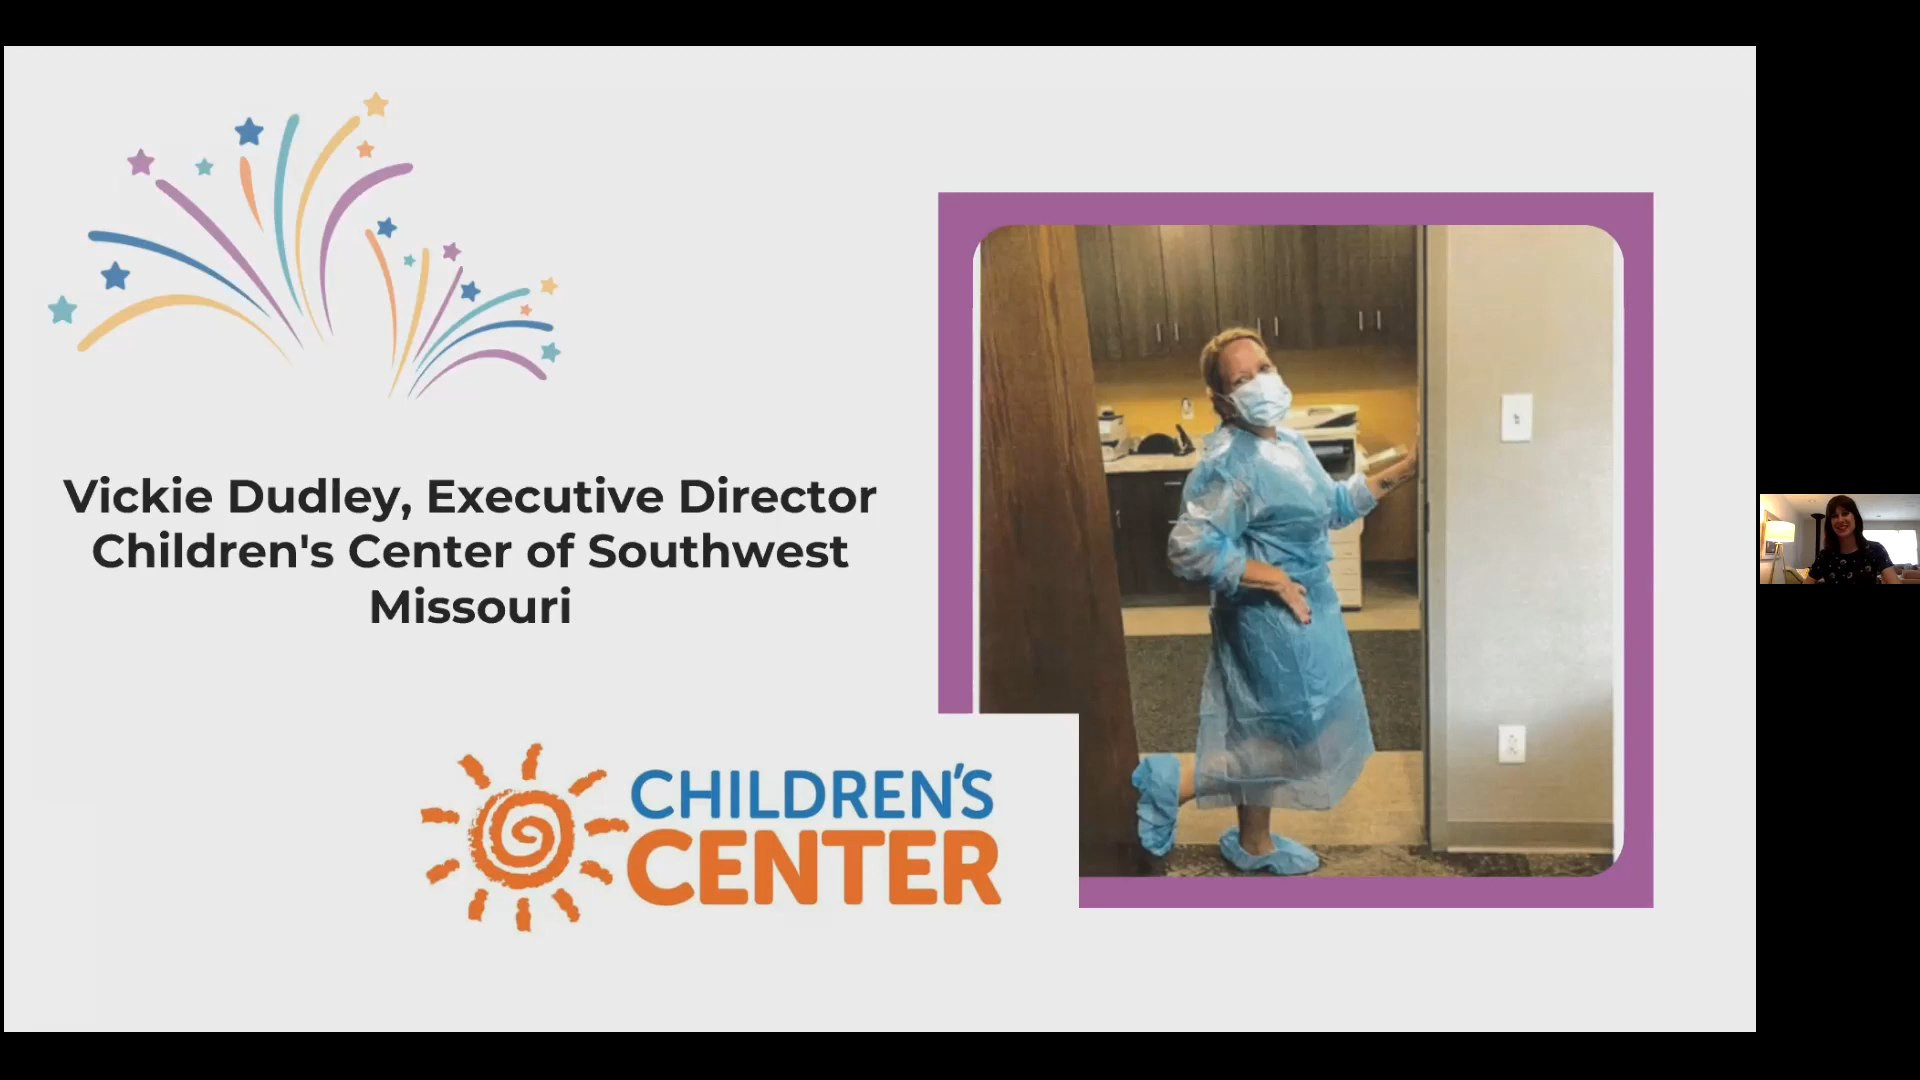 Vickie Dudley, Executive Director
Children's Center of Southwest
Missouri
CHILDREN'S
CENTER